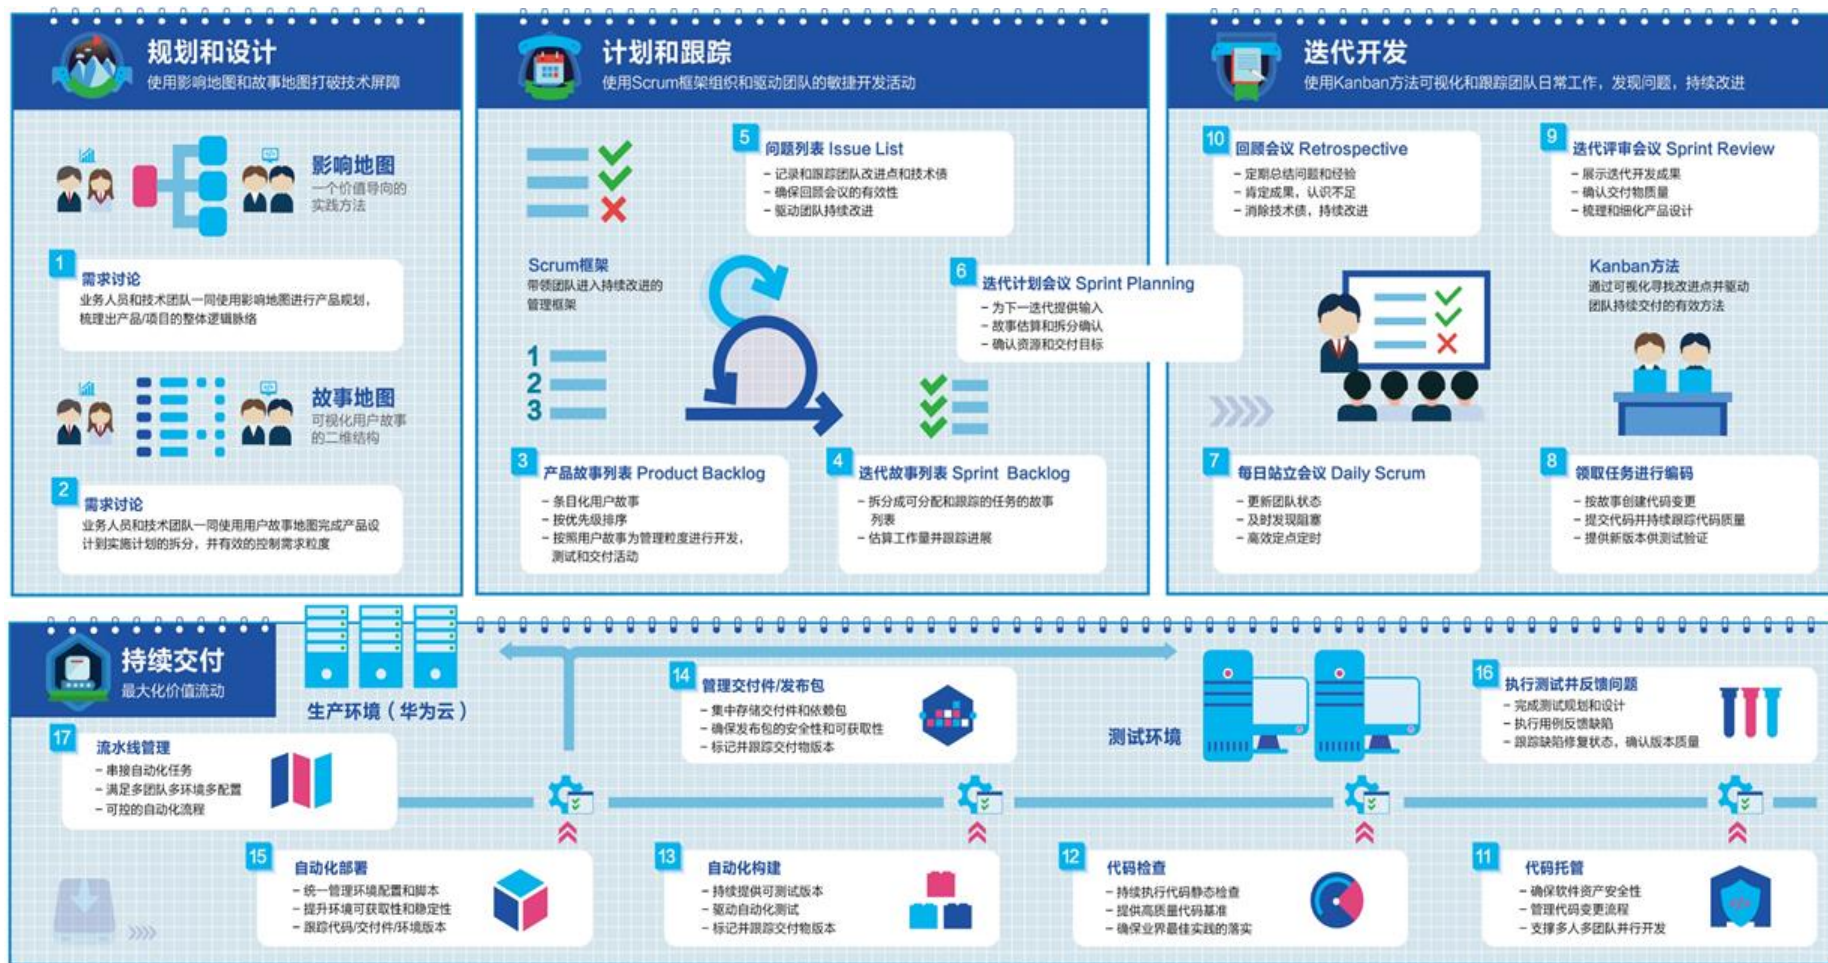 规划和设计
使用影响地图和故事地图打破技术屏障
影响地图
一个价值导向的
实践方法
1
需求讨论
业务人员和技术团队一同使用影响地图进行产品规划，
梳理出产品/项目的整体逻辑脉络
故事地图
可视化用户故事
的二维结构
2
需求讨论
业务人员和技术团队一同使用用户故事地图完成产品设
计到实施计划的拆分，并有效的控制需求粒度
计划和跟踪
使用Scrum框架组织和驱动团队的敏捷开发活动
5
问题列表 Issue List
– 记录和跟踪团队改进点和技术债
– 确保回顾会议的有效性
– 驱动团队持续改进
Scrum框架
带领团队进入持续改进的
管理框架
6
迭代计划会议 Sprint Planning
– 为下一迭代提供输入
– 故事估算和拆分确认
– 确认资源和交付目标
1
2
3
3
产品故事列表 Product Backlog
– 条目化用户故事
– 按优先级排序
– 按照用户故事为管理粒度进行开发，
测试和交付活动
4
迭代故事列表 Sprint Backlog
– 拆分成可分配和跟踪的任务的故事
列表
– 估算工作量并跟踪进展
迭代开发
使用Kanban方法可视化和跟踪团队日常工作，发现问题，持续改进
10
回顾会议 Retrospective
– 定期总结问题和经验
– 肯定成果，认识不足
– 消除技术债，持续改进
9
迭代评审会议 Sprint Review
– 展示迭代开发成果
– 确认交付物质量
– 梳理和细化产品设计
Kanban方法
通过可视化寻找改进点并驱动
团队持续交付的有效方法
7
每日站立会议 Daily Scrum
– 更新团队状态
– 及时发现阻塞
– 高效定点定时
8
领取任务进行编码
– 按故事创建代码变更
– 提交代码并持续跟踪代码质量
– 提供新版本供测试验证
持续交付
最大化价值流动
生产环境（华为云）
17
流水线管理
– 串接自动化任务
– 满足多团队多环境多配置
– 可控的自动化流程
14
管理交付件/发布包
– 集中存储交付件和依赖包
– 确保发布包的安全性和可获取性
– 标记并跟踪交付物版本
测试环境
16
执行测试并反馈问题
– 完成测试规划和设计
– 执行用例反馈缺陷
– 跟踪缺陷修复状态，确认版本质量
15
自动化部署
– 统一管理环境配置和脚本
– 提升环境可获取性和稳定性
– 跟踪代码/交付件/环境版本
13
自动化构建
– 持续提供可测试版本
– 驱动自动化测试
– 标记并跟踪交付物版本
12
代码检查
– 持续执行代码静态检查
– 提供高质量代码基准
– 确保业界最佳实践的落实
11
代码托管
– 确保软件资产安全性
– 管理代码变更流程
– 支撑多人多团队并行开发